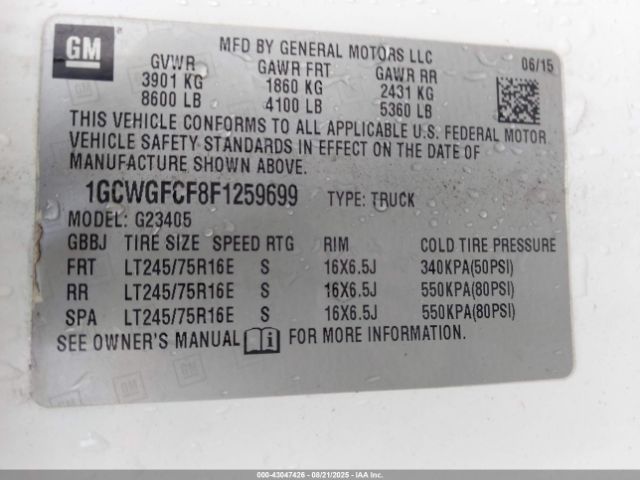 GM
MFD BY GENERAL MOTORS LLC 06/15
GVWR GAWR FRT GAWR RR
3901 KG 1860 KG 2431 KG
8600 LB 4100 LB 5360 LB
THIS VEHICLE CONFORMS TO ALL APPLICABLE U.S. FEDERAL MOTOR
VEHICLE SAFETY STANDARDS IN EFFECT ON THE DATE OF
MANUFACTURE SHOWN ABOVE.
1GCWGFCF8F1259699 TYPE: TRUCK
MODEL: G23405
GBBJ TIRE SIZE SPEED RTG RIM COLD TIRE PRESSURE
FRT LT245/75R16E S 16X6.5J 340KPA(50PSI)
RR LT245/75R16E S 16X6.5J 550KPA(80PSI)
SPA LT245/75R16E S 16X6.5J 550KPA(80PSI)
SEE OWNER'S MANUAL FOR MORE INFORMATION.
GM
000-43047426 - 08/21/2025 - IAAI.com